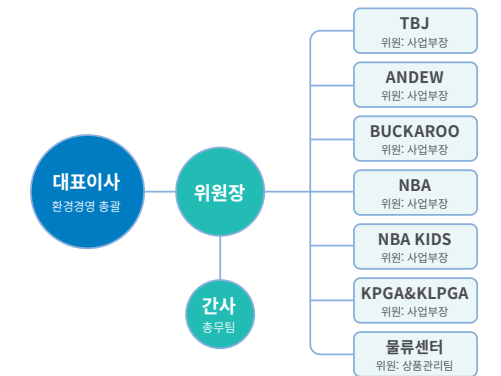 대표이사
환경경영 총괄
위원장
간사
총무팀
TBJ
위원: 사업부장
ANDEW
위원: 사업부장
BUCKAROO
위원: 사업부장
NBA
위원: 사업부장
NBA KIDS
위원: 사업부장
KPGA&KLPGA
위원: 사업부장
물류센터
위원: 상품관리팀